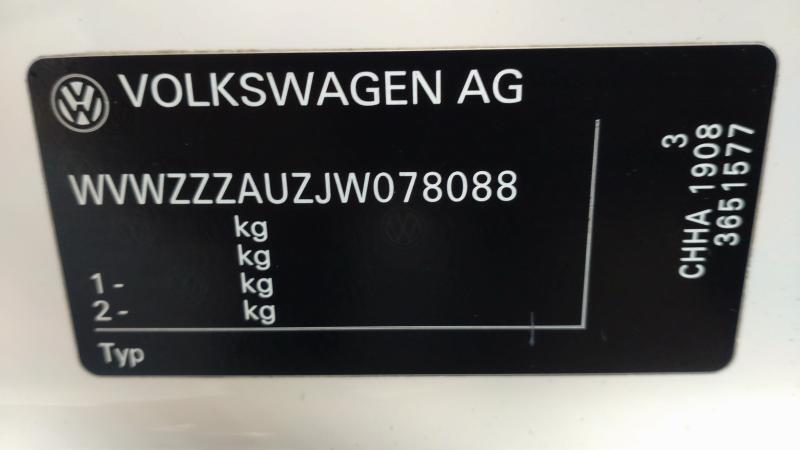 VOLKSWAGEN AG
WVWZZZAUZJW078088
kg
kg
1- kg
2- kg
Typ
3
CHHA 1908
3651577